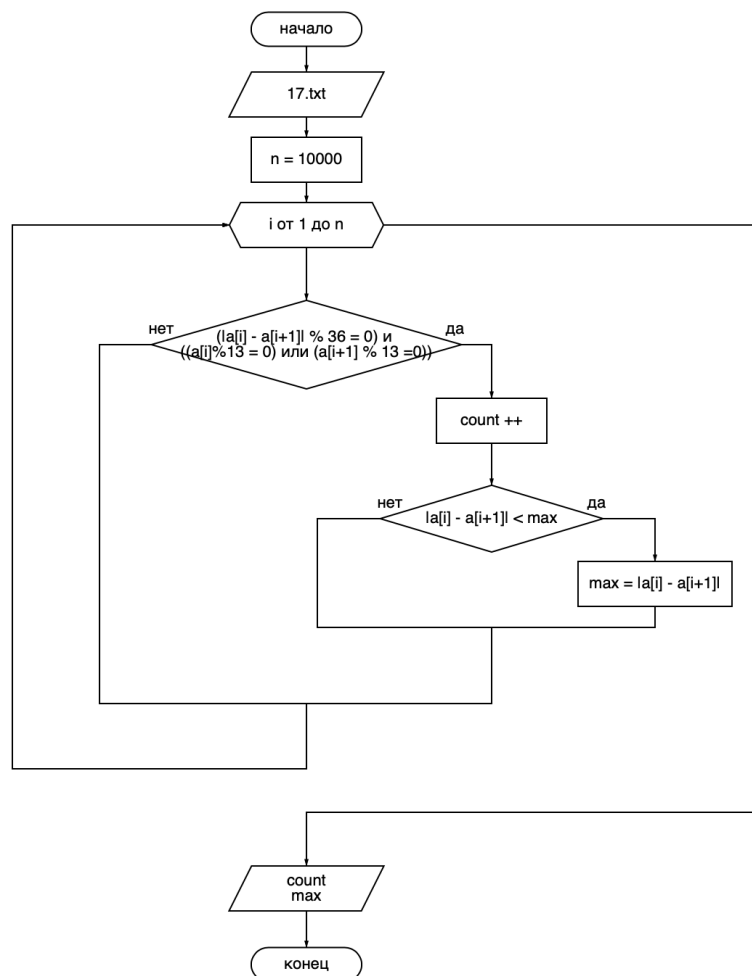 начало
17.txt
n = 10000
i от 1 до n
нет
да
(|a[i] - a[i+1]| % 36 = 0) и
((a[i]%13 = 0) или (a[i+1] % 13 =0))
count ++
нет
да
|a[i] - a[i+1]| < max
max = |a[i] - a[i+1]|
count
max
конец